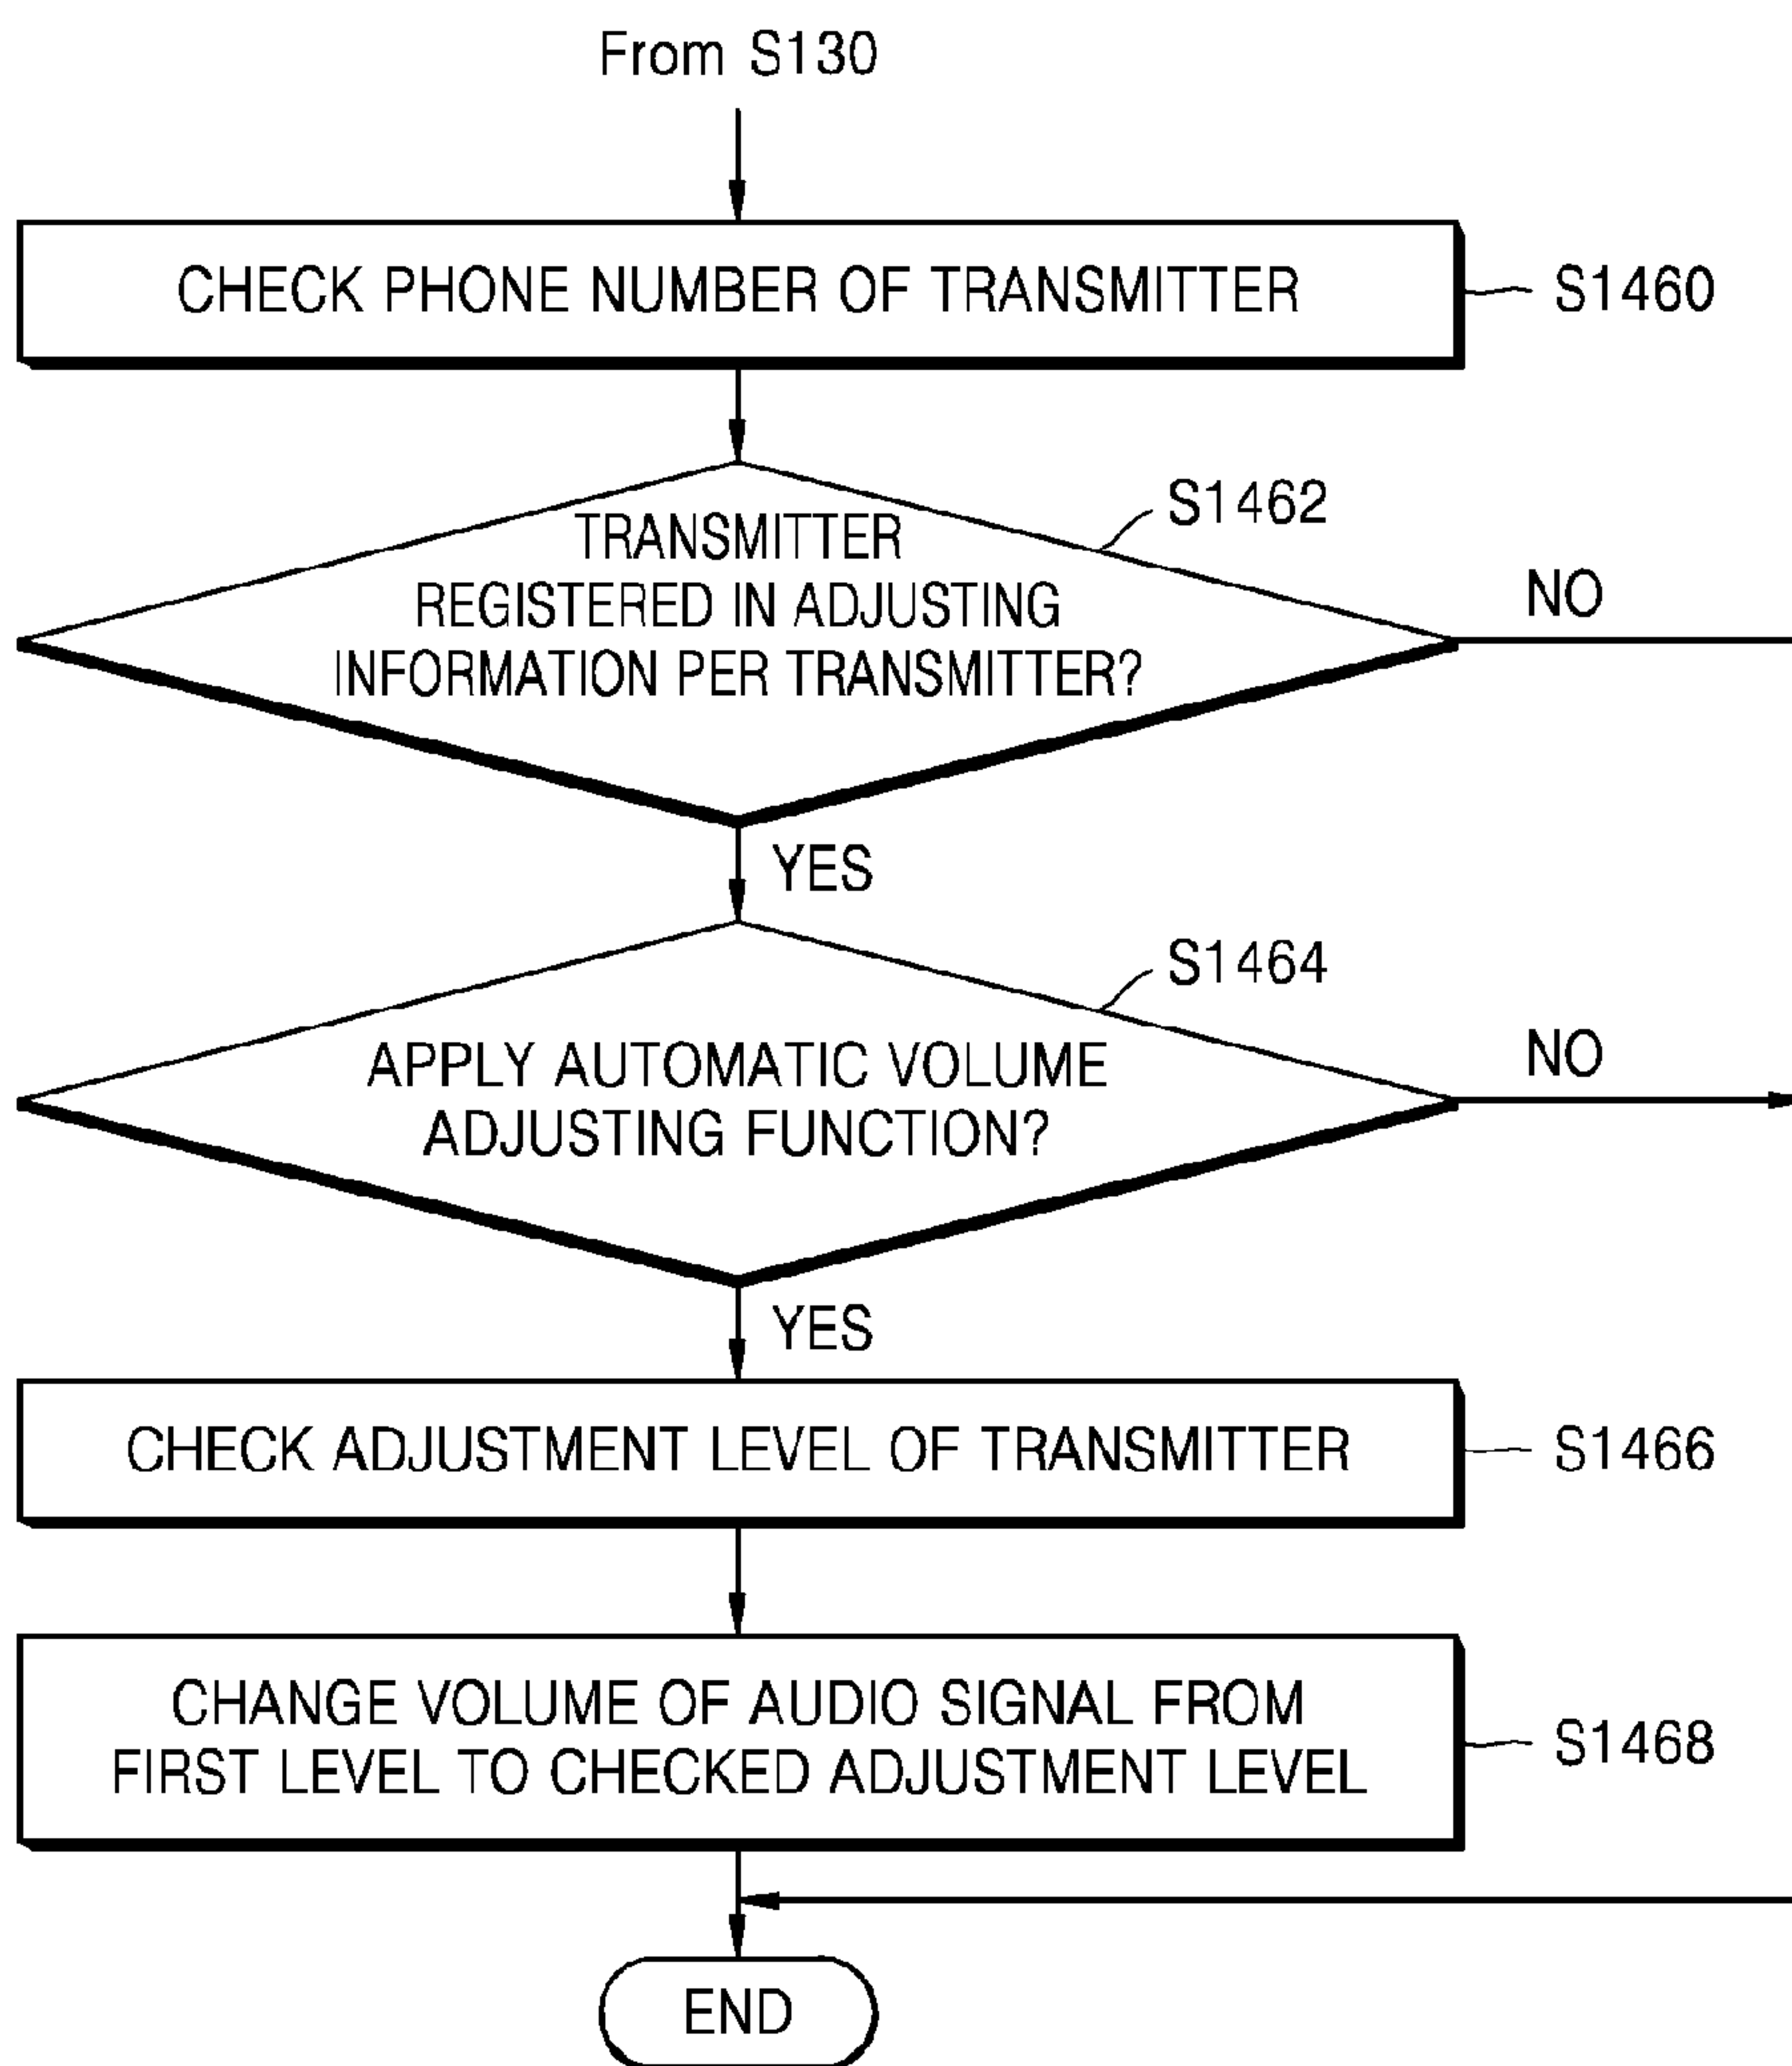 From S130
CHECK PHONE NUMBER OF TRANSMITTER
S1460
S1462
TRANSMITTER
REGISTERED IN ADJUSTING
INFORMATION PER TRANSMITTER?
NO
YES
S1464
APPLY AUTOMATIC VOLUME
ADJUSTING FUNCTION?
NO
YES
CHECK ADJUSTMENT LEVEL OF TRANSMITTER
S1466
CHANGE VOLUME OF AUDIO SIGNAL FROM
FIRST LEVEL TO CHECKED ADJUSTMENT LEVEL
S1468
END